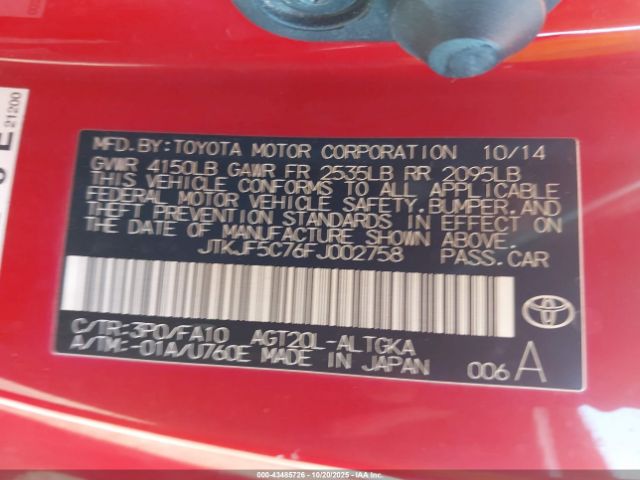 21200
MFD. BY: TOYOTA MOTOR CORPORATION 10/14
GVWR 4150LB GAWR FR 2535LB RR 2095LB
THIS VEHICLE CONFORMS TO ALL APPLICABLE
FEDERAL MOTOR VEHICLE SAFETY, BUMPER, AND
THEFT PREVENTION STANDARDS IN EFFECT ON
THE DATE OF MANUFACTURE SHOWN ABOVE.
JTKJF5C76FJ002758 PASS.CAR
C/TR: 3P0/FA10 AGT20L-ALTGKA
A/TM: -01A/U760E MADE IN JAPAN 006A
TOYOTA
000-43485726 | 10/20/2025 | IAA Inc.